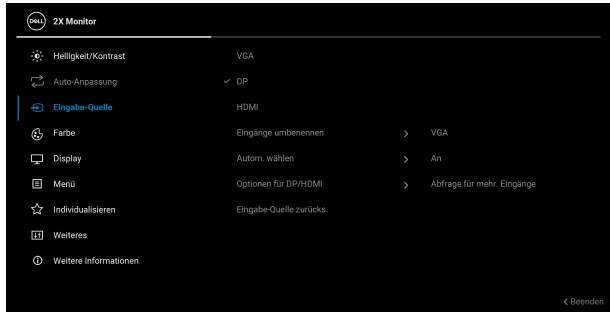 DELL 2X Monitor
Helligkeit/Kontrast VGA
Auto-Anpassung DP
Eingabe-Quelle HDMI
Farbe Eingänge umbenennen VGA
Display Autom. wählen An
Menü Optionen für DP/HDMI Abfrage für mehr. Eingänge
Individualisieren Eingabe-Quelle zurücks.
Weiteres
Weitere Informationen
Beenden